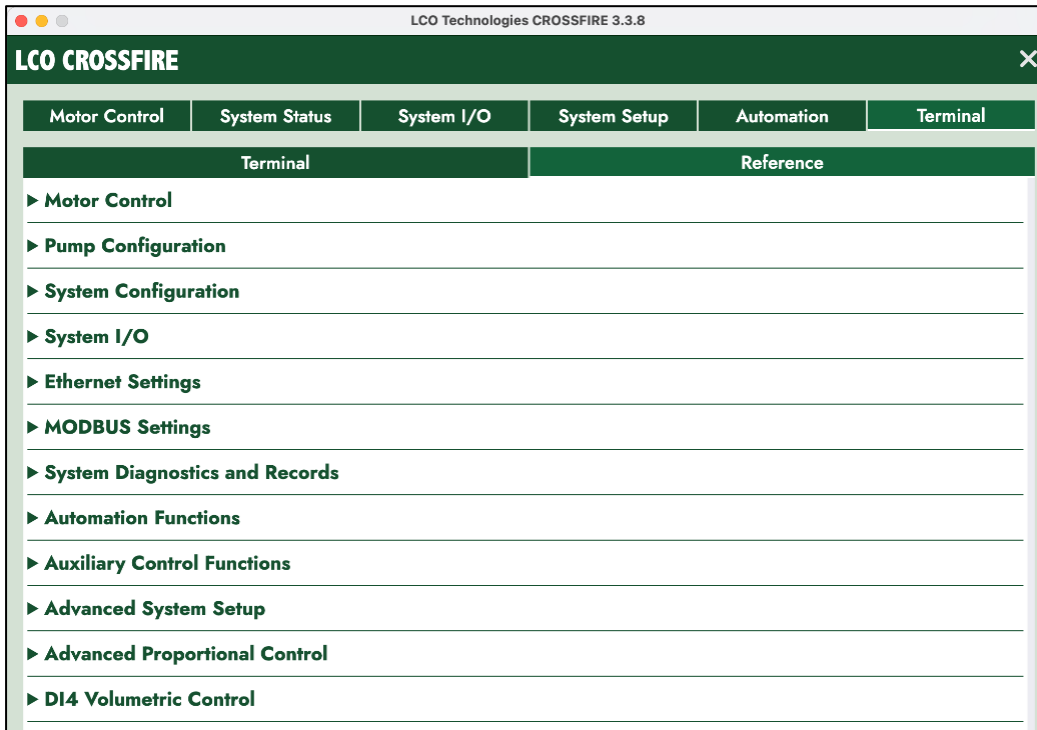 LCO Technologies CROSSFIRE 3.3.8
LCO CROSSFIRE
Motor Control System Status System I/O System Setup Automation Terminal
Terminal Reference
Motor Control
Pump Configuration
System Configuration
System I/O
Ethernet Settings
MODBUS Settings
System Diagnostics and Records
Automation Functions
Auxiliary Control Functions
Advanced System Setup
Advanced Proportional Control
DI4 Volumetric Control